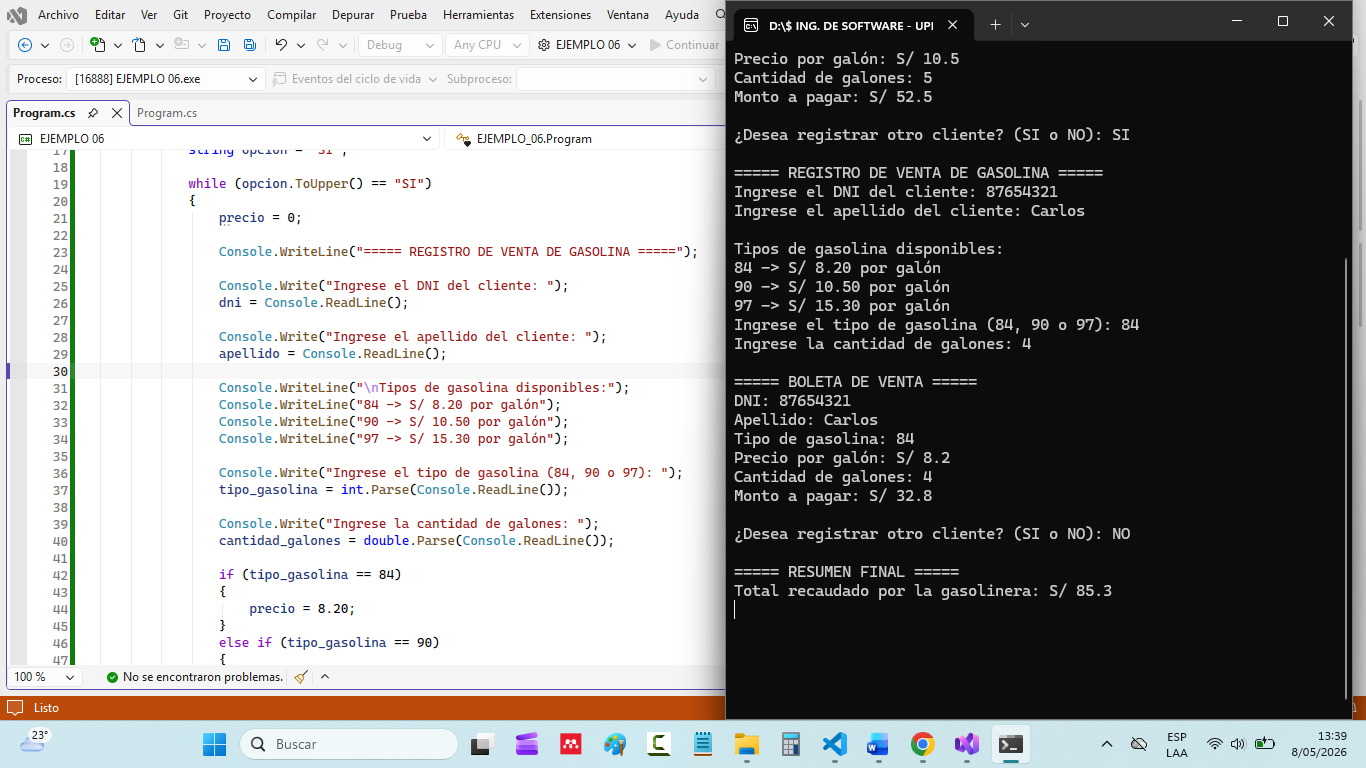 Archivo Editar Ver Git Proyecto Compilar Depurar Prueba Herramientas Extensiones Ventana Ayuda
Debug Any CPU EJEMPLO 06 Continuar
Proceso: [16888] EJEMPLO 06.exe Eventos del ciclo de vida Subproceso:
Program.cs Program.cs
EJEMPLO 06 EJEMPLO_06.Program
17 string opcion = "SI";
18
19 while (opcion.ToUpper() == "SI")
20 {
21 precio = 0;
22
23 Console.WriteLine("===== REGISTRO DE VENTA DE GASOLINA =====");
24
25 Console.Write("Ingrese el DNI del cliente: ");
26 dni = Console.ReadLine();
27
28 Console.Write("Ingrese el apellido del cliente: ");
29 apellido = Console.ReadLine();
30
31 Console.WriteLine("\nTipos de gasolina disponibles:");
32 Console.WriteLine("84 -> S/ 8.20 por galón");
33 Console.WriteLine("90 -> S/ 10.50 por galón");
34 Console.WriteLine("97 -> S/ 15.30 por galón");
35
36 Console.Write("Ingrese el tipo de gasolina (84, 90 o 97): ");
37 tipo_gasolina = int.Parse(Console.ReadLine());
38
39 Console.Write("Ingrese la cantidad de galones: ");
40 cantidad_galones = double.Parse(Console.ReadLine());
41
42 if (tipo_gasolina == 84)
43 {
44 precio = 8.20;
45 }
46 else if (tipo_gasolina == 90)
47 {
100 % No se encontraron problemas.
Listo
D:\$ ING. DE SOFTWARE - UPI
Precio por galón: S/ 10.5
Cantidad de galones: 5
Monto a pagar: S/ 52.5
¿Desea registrar otro cliente? (SI o NO): SI
===== REGISTRO DE VENTA DE GASOLINA =====
Ingrese el DNI del cliente: 87654321
Ingrese el apellido del cliente: Carlos
Tipos de gasolina disponibles:
84 -> S/ 8.20 por galón
90 -> S/ 10.50 por galón
97 -> S/ 15.30 por galón
Ingrese el tipo de gasolina (84, 90 o 97): 84
Ingrese la cantidad de galones: 4
===== BOLETA DE VENTA =====
DNI: 87654321
Apellido: Carlos
Tipo de gasolina: 84
Precio por galón: S/ 8.2
Cantidad de galones: 4
Monto a pagar: S/ 32.8
¿Desea registrar otro cliente? (SI o NO): NO
===== RESUMEN FINAL =====
Total recaudado por la gasolinera: S/ 85.3
23°
Buscar
ESP
LAA
13:39
8/05/2026